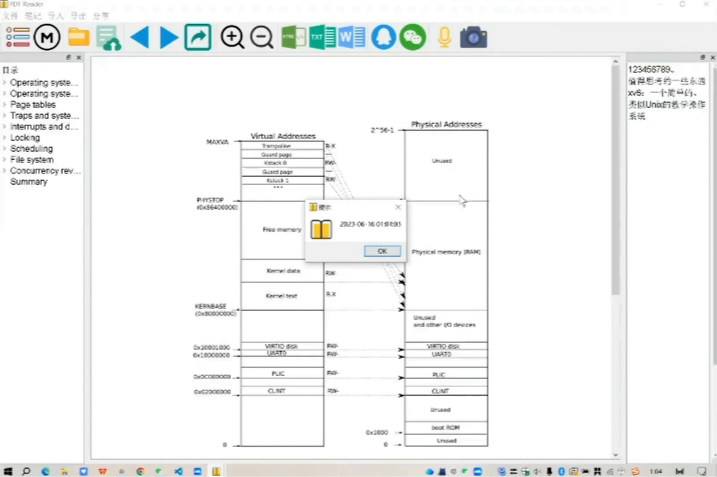 PDF Reader
文件 笔记 导入 导出 分享
HTML
TXT
W
目录
Operating syste...
Operating syste...
Page tables
Traps and syste...
Interrupts and d...
Locking
Scheduling
File system
Concurrency rev...
Summary
Virtual Addresses
MAXVA
Trampoline
R-X
Guard page
Kstack 0
RW-
Guard page
Kstack 1
RW-
...
PHYSTOP
(0x86400000)
Free memory
Kernel data
RW-
Kernel text
R-X
KERNBASE
(0x80000000)
0x10001000
VIRTIO disk
RW-
0x10000000
UART0
RW-
0x0C000000
PLIC
RW-
0x02000000
CLINT
RW-
0
Physical Addresses
2^56-1
Unused
Physical memory (RAM)
Unused
and other I/O devices
VIRTIO disk
UART0
PLIC
CLINT
Unused
0x1000
boot ROM
0
Unused
提示
2023-06-16 01:04:03
OK
123456789、
值得思考的一些东西
xv6：一个简单的、
类似Unix的教学操作
系统
1:04